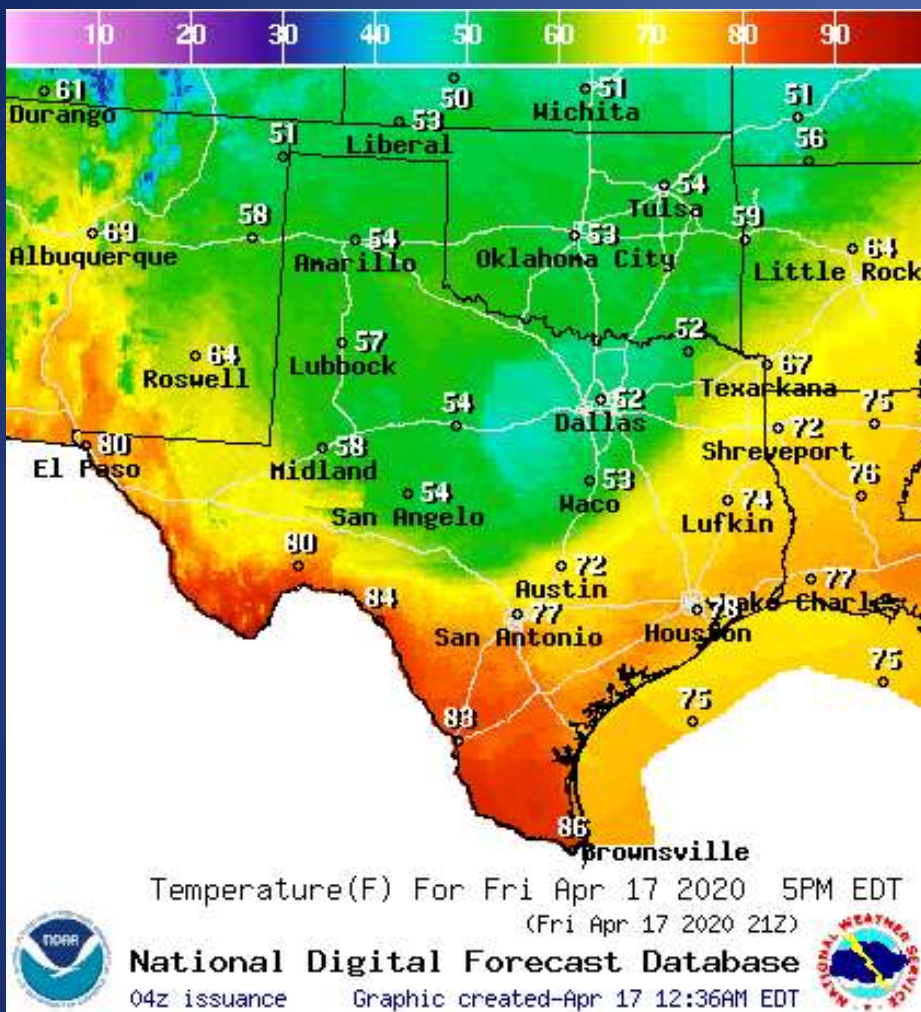 10 20 30 40 50 60 70 80 90
50
61 51 51
Durango Wichita
53
Liberal
51 56
54
Tulsa
58 59
69 54 53 64
Albuquerque Amarillo Oklahoma City Little Rock
57 52
64 Lubbock 67
Roswell Texarkana
52
54 Dallas 75
80 58 72
El Paso Midland Shreveport
54 53 76
San Angelo Waco 74
Lufkin
80 72 77
Austin
84 77 78 Lake Charles
San Antonio Houston
75
75
83
86
Brownsville
Temperature(F) For Fri Apr 17 2020 5PM EDT
(Fri Apr 17 2020 21Z)
National Digital Forecast Database
04z issuance Graphic created-Apr 17 12:36AM EDT
NOAA
NATIONAL WEATHER SERVICE